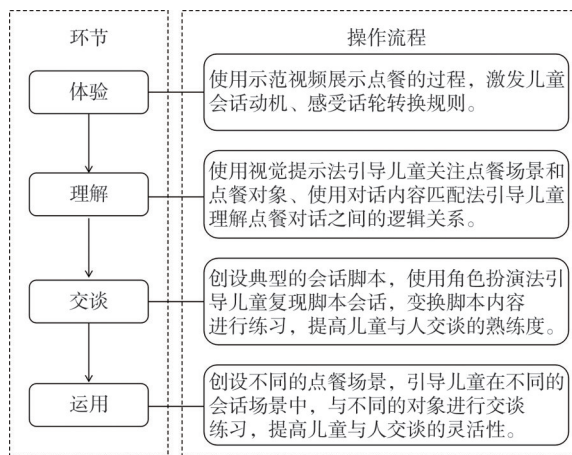 环节
操作流程
体验
使用示范视频展示点餐的过程，激发儿童
会话动机、感受话轮转换规则。
理解
使用视觉提示法引导儿童关注点餐场景和
点餐对象、使用对话内容匹配法引导儿童
理解点餐对话之间的逻辑关系。
交谈
创设典型的会话脚本，使用角色扮演法引
导儿童复现脚本会话，变换脚本内容
进行练习，提高儿童与人交谈的熟练度。
运用
创设不同的点餐场景，引导儿童在不同的
会话场景中，与不同的对象进行交谈
练习，提高儿童与人交谈的灵活性。